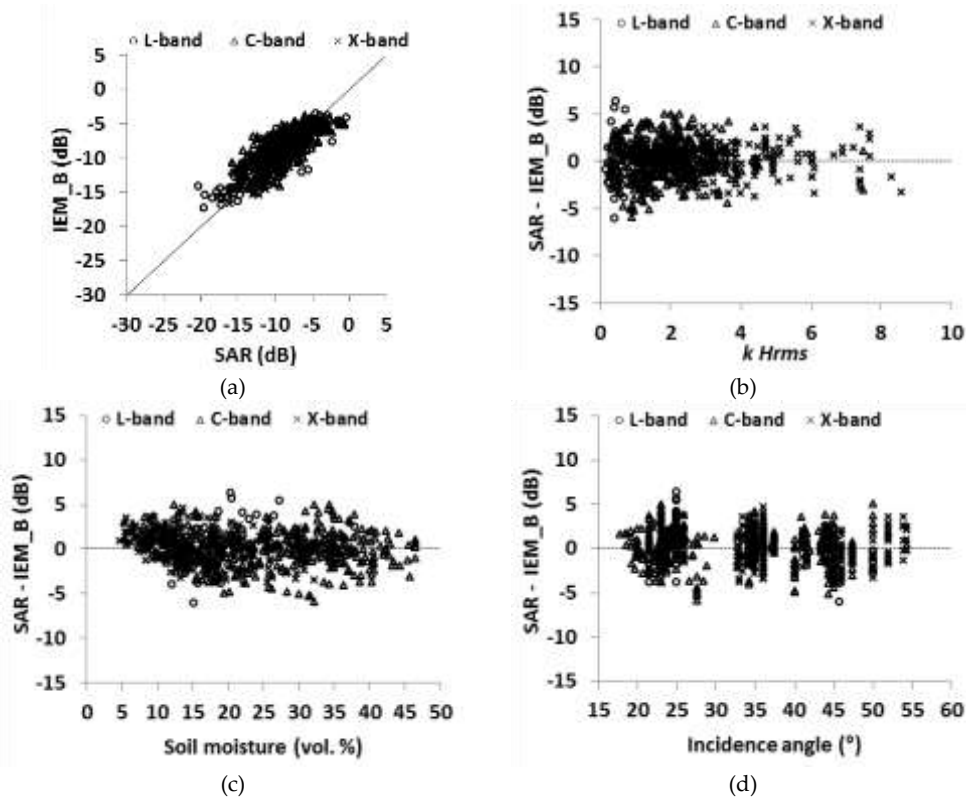 ○ L-band △ C-band × X-band
5
0
-5
-10
-15
-20
-25
-30
IEM_B (dB)
-30 -25 -20 -15 -10 -5 0 5
SAR (dB)
(a)
○ L-band △ C-band × X-band
15
10
5
0
-5
-10
-15
SAR - IEM_B (dB)
0 2 4 6 8 10
k Hrms
(b)
○ L-band △ C-band × X-band
15
10
5
0
-5
-10
-15
SAR - IEM_B (dB)
0 5 10 15 20 25 30 35 40 45 50
Soil moisture (vol. %)
(c)
○ L-band △ C-band × X-band
15
10
5
0
-5
-10
-15
SAR - IEM_B (dB)
15 20 25 30 35 40 45 50 55 60
Incidence angle (°)
(d)